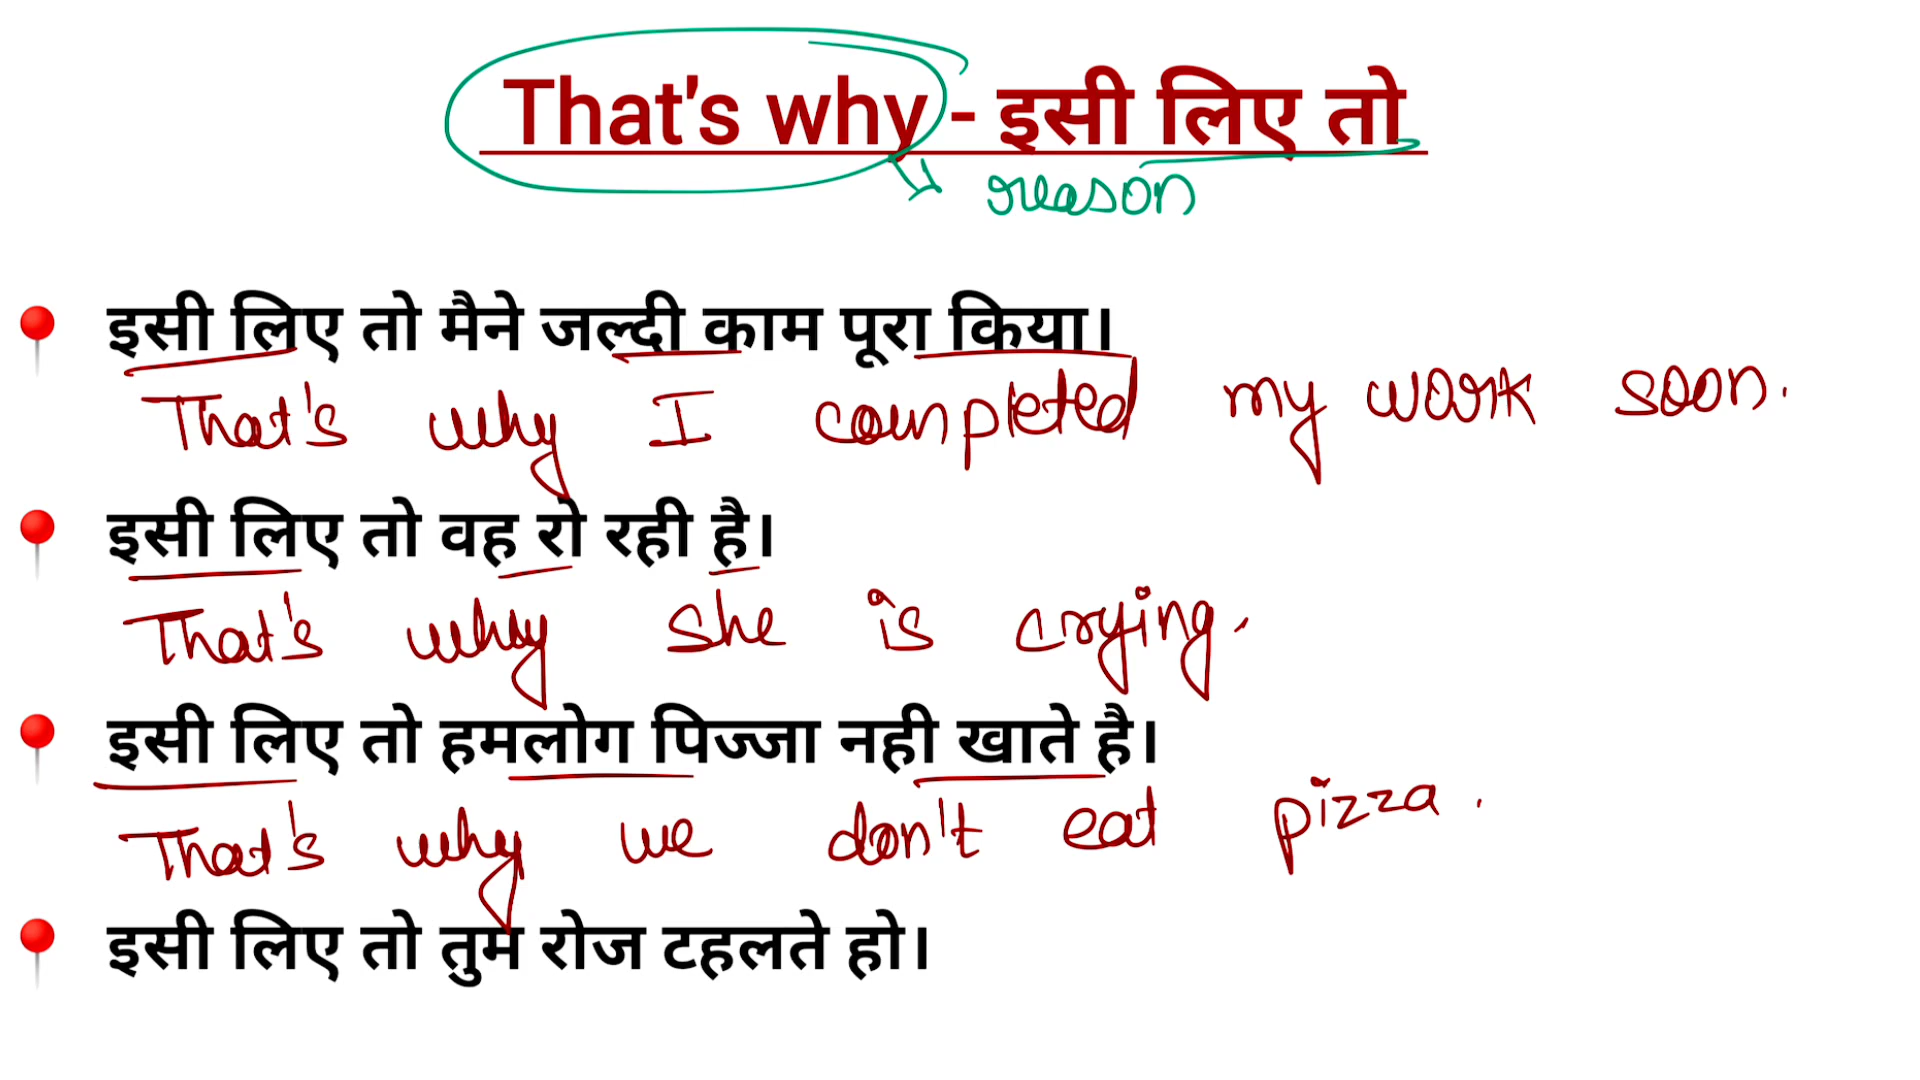 That's why - इसी लिए तो
reason
इसी लिए तो मैने जल्दी काम पूरा किया।
That's why I completed my work soon.
इसी लिए तो वह रो रही है।
That's why she is crying.
इसी लिए तो हमलोग पिज्जा नही खाते है।
That's why we don't eat pizza.
इसी लिए तो तुम रोज टहलते हो।